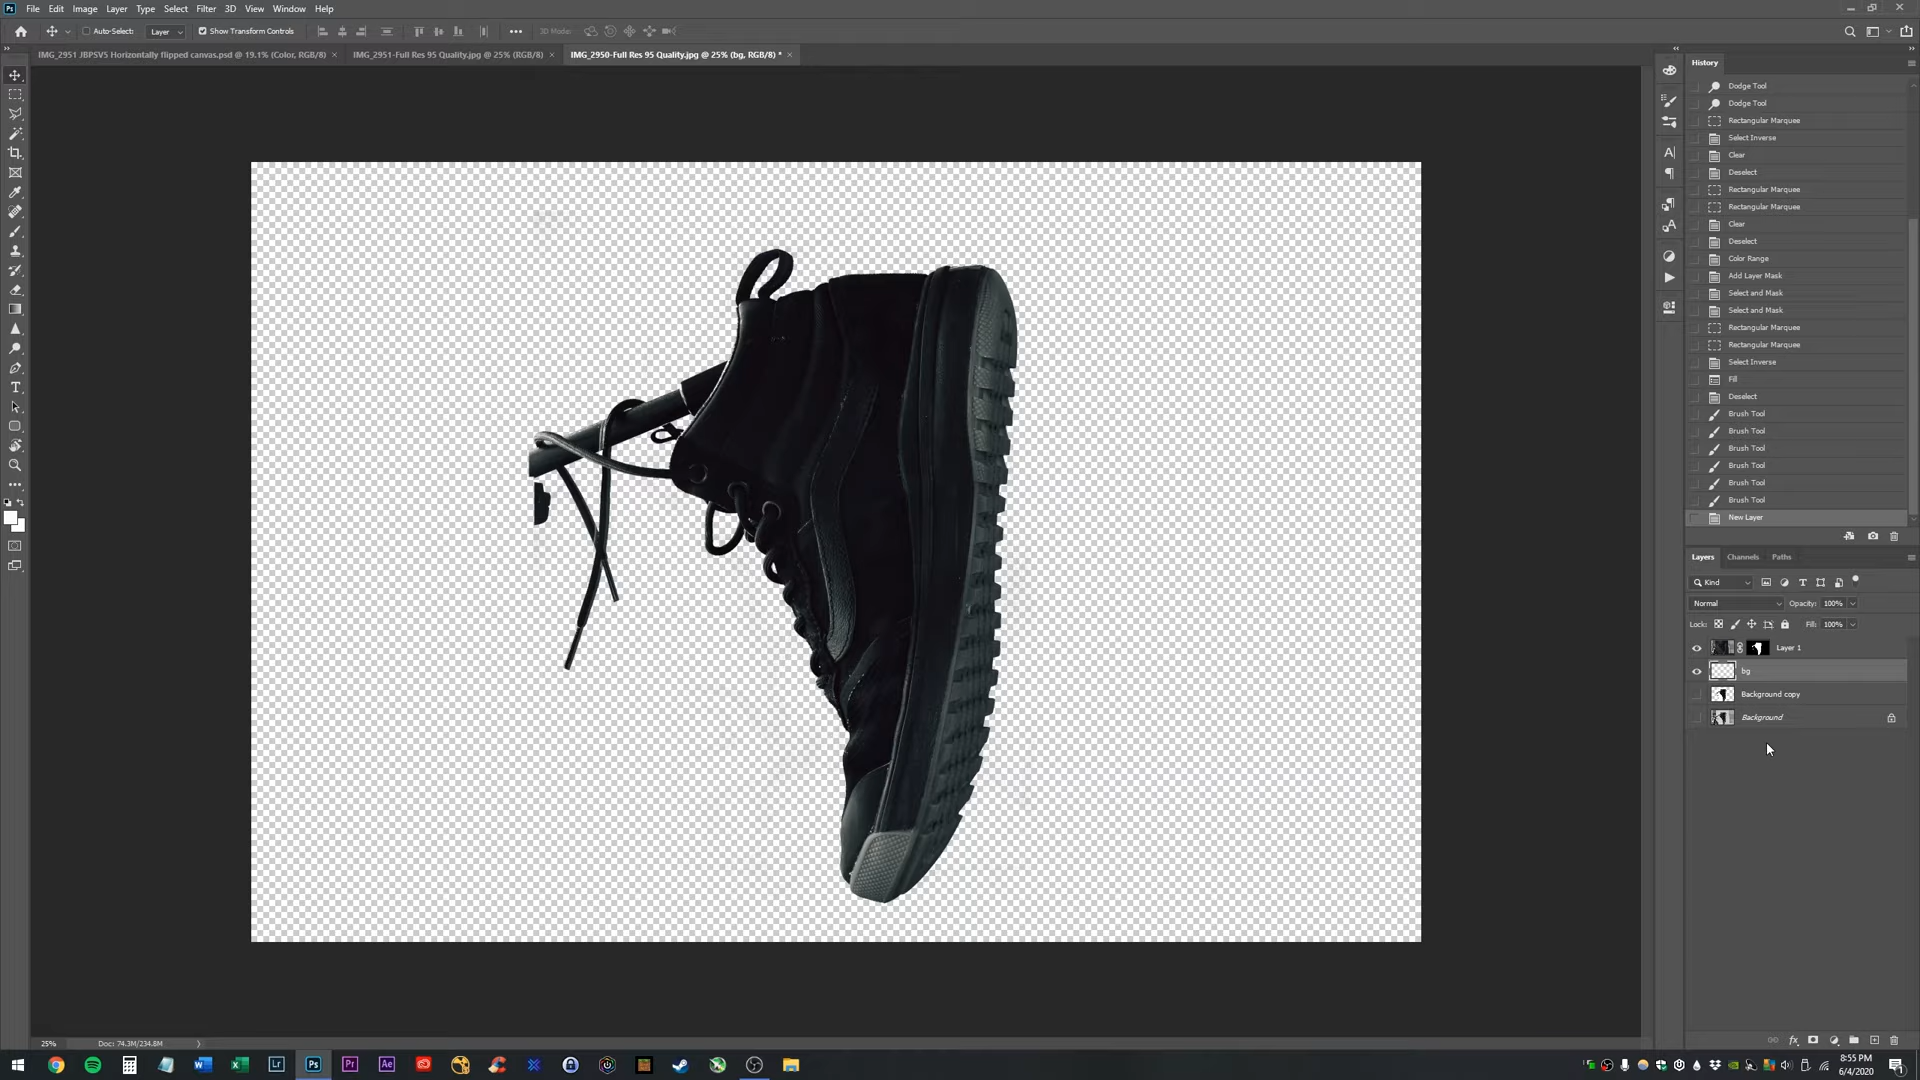 File Edit Image Layer Type Select Filter 3D View Window Help
Auto-Select: Layer Show Transform Controls 3D Mode:
IMG_2951 JBPSV5 Horizontally flipped canvas.psd @ 19.1% (Color, RGB/8) × IMG_2951-Full Res 95 Quality.jpg @ 25% (RGB/8) × IMG_2950-Full Res 95 Quality.jpg @ 25% (bg, RGB/8) * ×
History
Dodge Tool
Dodge Tool
Rectangular Marquee
Select Inverse
Clear
Deselect
Rectangular Marquee
Rectangular Marquee
Clear
Deselect
Color Range
Add Layer Mask
Select and Mask
Select and Mask
Rectangular Marquee
Rectangular Marquee
Select Inverse
Fill
Deselect
Brush Tool
Brush Tool
Brush Tool
Brush Tool
Brush Tool
Brush Tool
New Layer
Layers Channels Paths
Kind
Normal Opacity: 100%
Lock: Fill: 100%
Layer 1
bg
Background copy
Background
25% Doc: 74.3M/234.8M
8:55 PM
6/4/2020